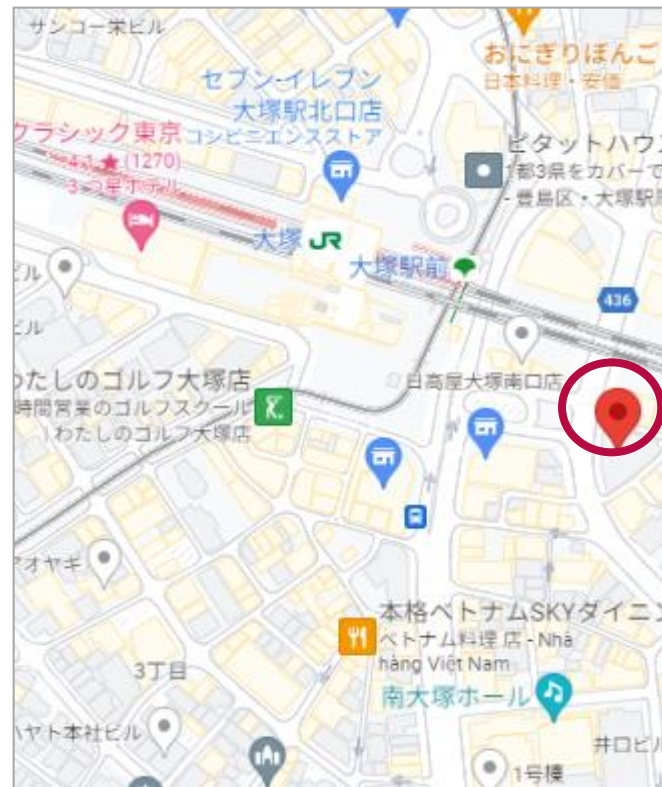 サンコー栄ビル
おにぎりぼんご
日本料理・安価
セブン-イレブン
大塚駅北口店
コンビニエンスストア
クラシック東京
4.1★(1270)
3つ星ホテル
ピタットハウス
1都3県をカバーで
- 豊島区・大塚駅
大塚 JR
大塚駅前
436
ビル
ビル
日高屋大塚南口店
わたしのゴルフ大塚店
時間営業のゴルフスクール
わたしのゴルフ大塚店
アオヤギ
本格ベトナムSKYダイニ
ベトナム料理 店 - Nhà
hàng Việt Nam
3丁目
南大塚ホール
ハヤト本社ビル
井口ビル
1号棟